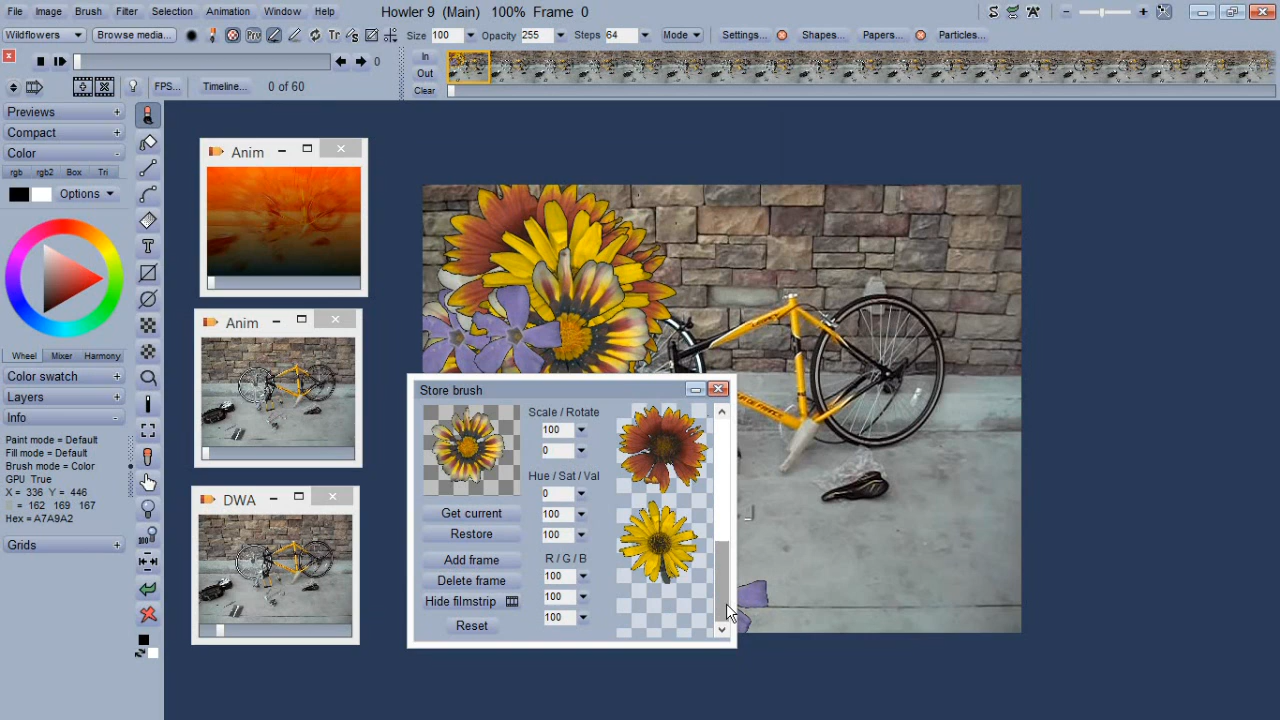 File Image Brush Filter Selection Animation Window Help Howler 9 (Main) 100% Frame 0
Wildflowers Browse media... Prv Tr Size 100 Opacity 255 Steps 64 Mode Settings... Shapes... Papers... Particles...
0 In
Out
FPS... Timeline... 0 of 60 Clear
Previews +
Compact +
Color -
rgb rgb2 Box Tri
Options
Wheel Mixer Harmony
Color swatch +
Layers +
Info -
Paint mode = Default
Fill mode = Default
Brush mode = Color
GPU True
X = 336 Y = 446
= 162 169 167
Hex = A7A9A2
Grids +
T
Anim
Anim
DWA
Store brush
Scale / Rotate
100
0
Hue / Sat / Val
0
100
100
R / G / B
100
100
100
Get current
Restore
Add frame
Delete frame
Hide filmstrip
Reset